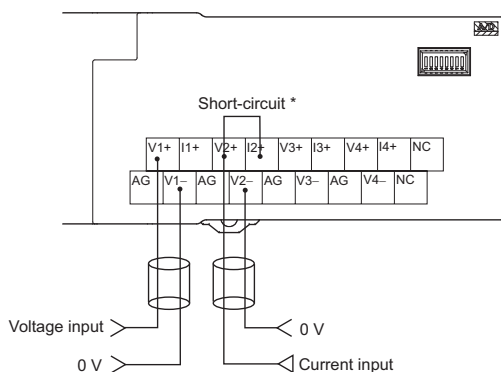 A/D
Short-circuit *
V1+ I1+ V2+ I2+ V3+ I3+ V4+ I4+ NC
AG V1– AG V2– AG V3– AG V4– NC
Voltage input
0 V
0 V
Current input